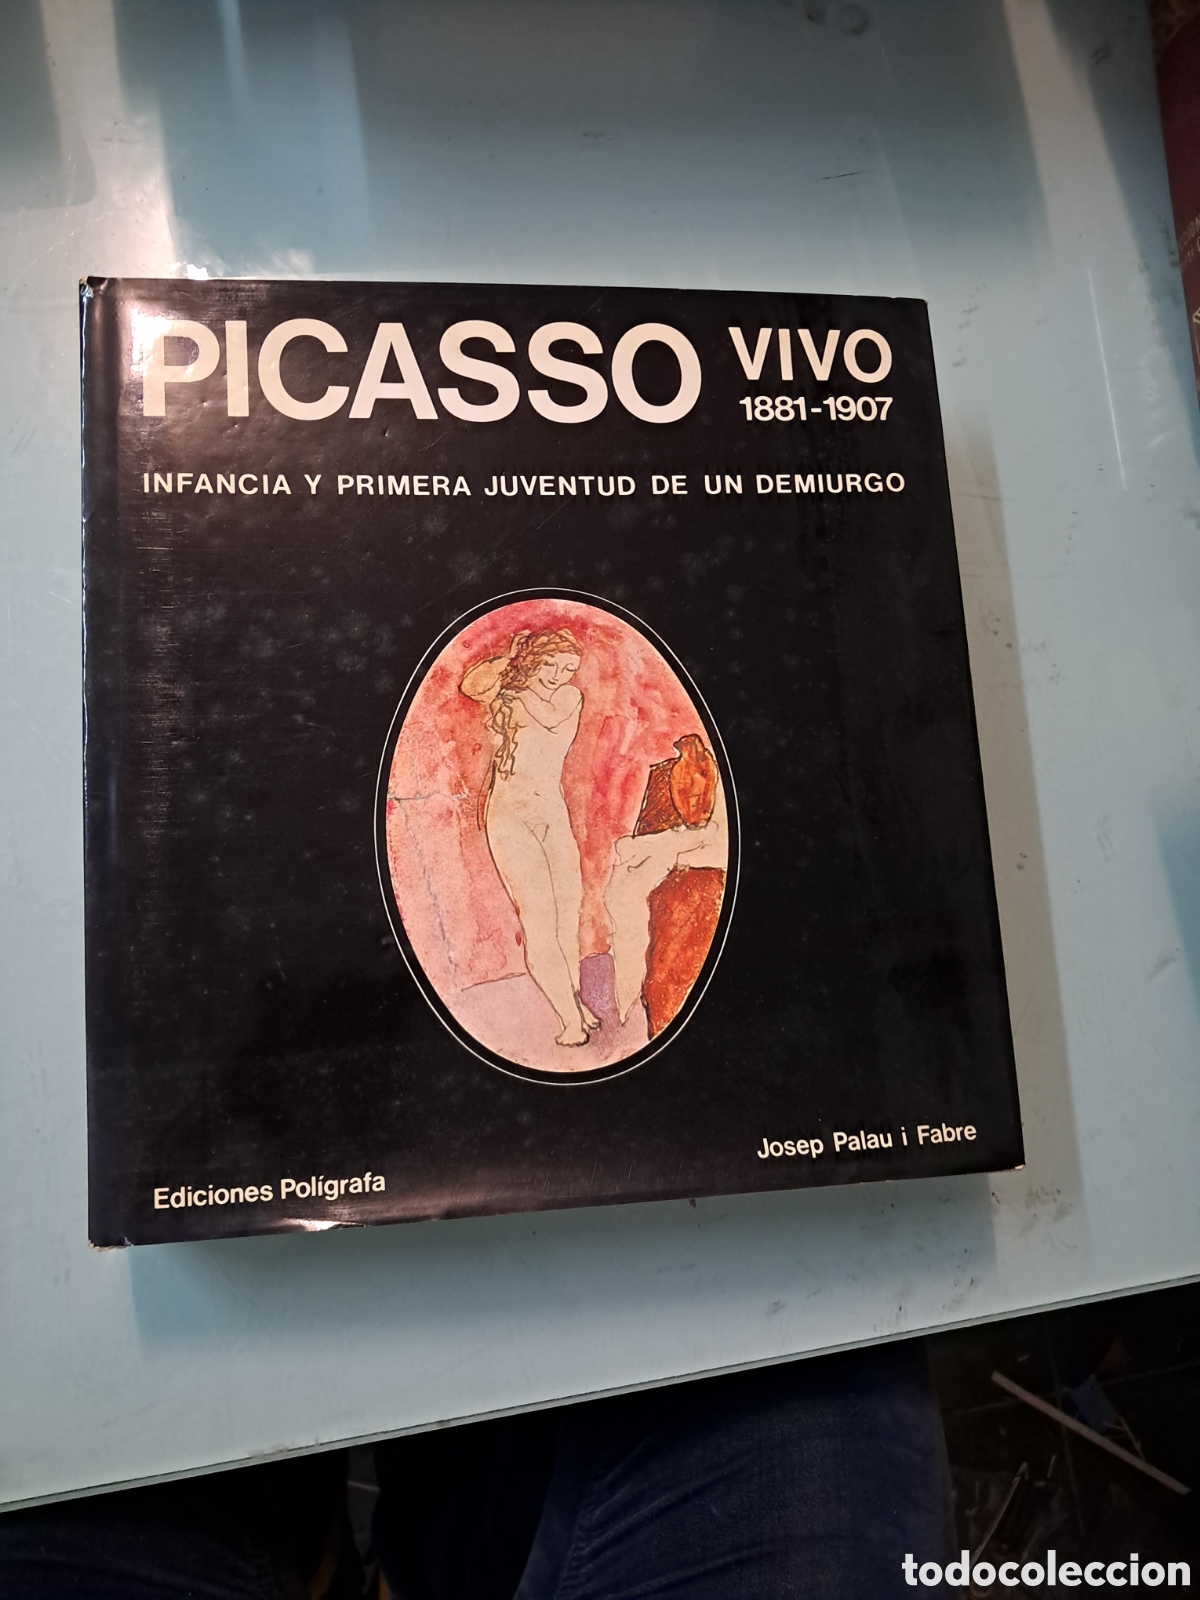 PICASSO VIVO
1881-1907
INFANCIA Y PRIMERA JUVENTUD DE UN DEMIURGO
Josep Palau i Fabre
Ediciones Polígrafa
todocoleccion